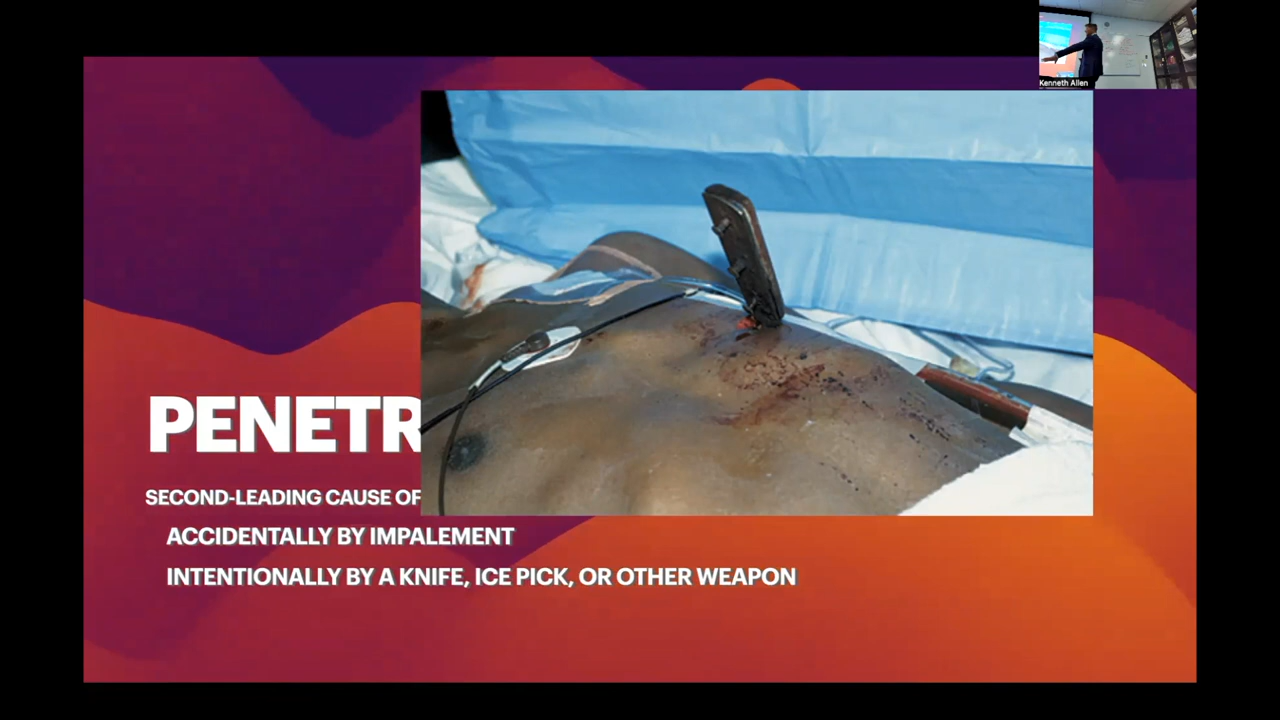 Kenneth Allen
PENETR
SECOND-LEADING CAUSE OF
ACCIDENTALLY BY IMPALEMENT
INTENTIONALLY BY A KNIFE, ICE PICK, OR OTHER WEAPON